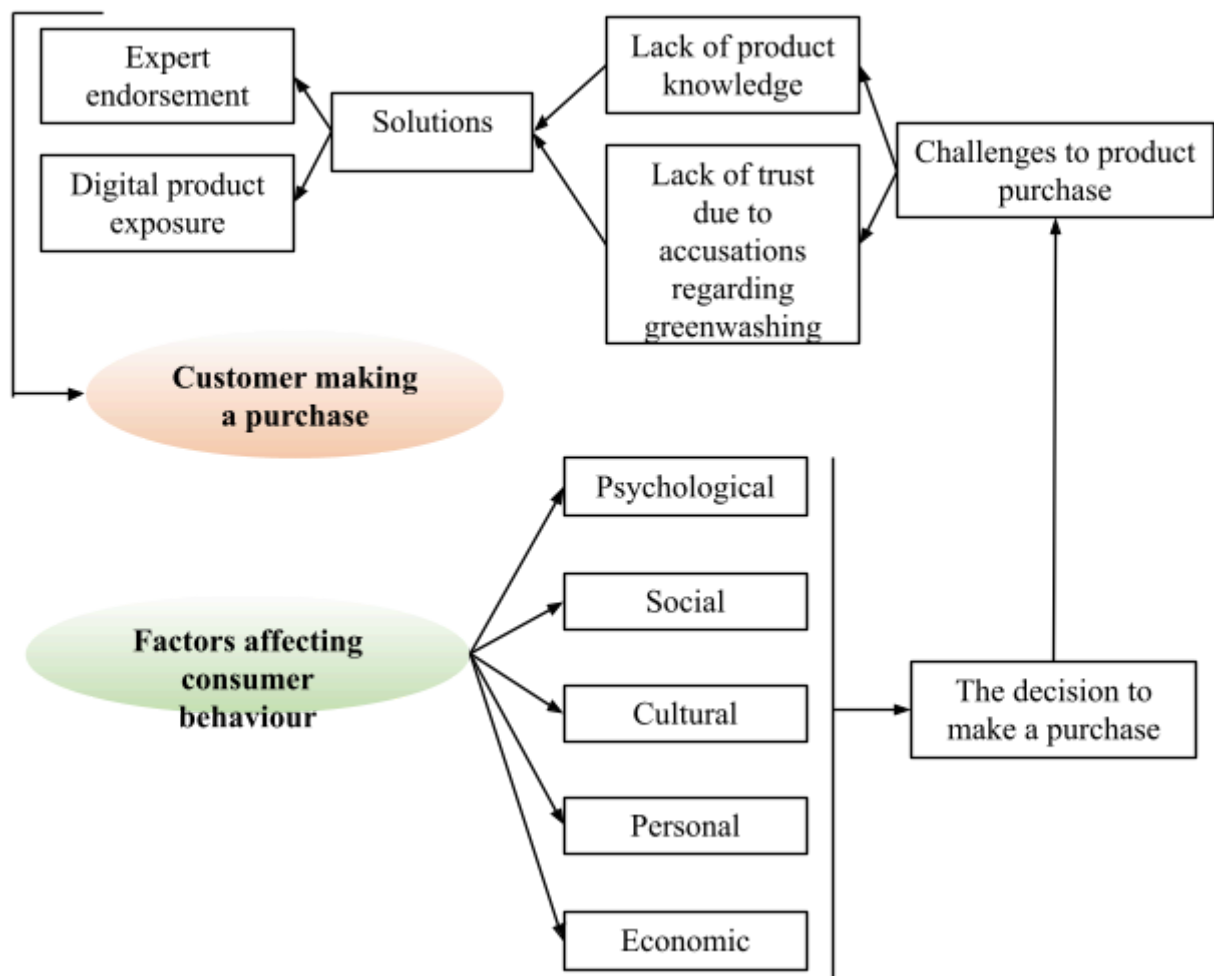 Expert
endorsement
Digital product
exposure
Solutions
Lack of product
knowledge
Lack of trust
due to
accusations
regarding
greenwashing
Challenges to product
purchase
Customer making
a purchase
Factors affecting
consumer
behaviour
Psychological
Social
Cultural
Personal
Economic
The decision to
make a purchase